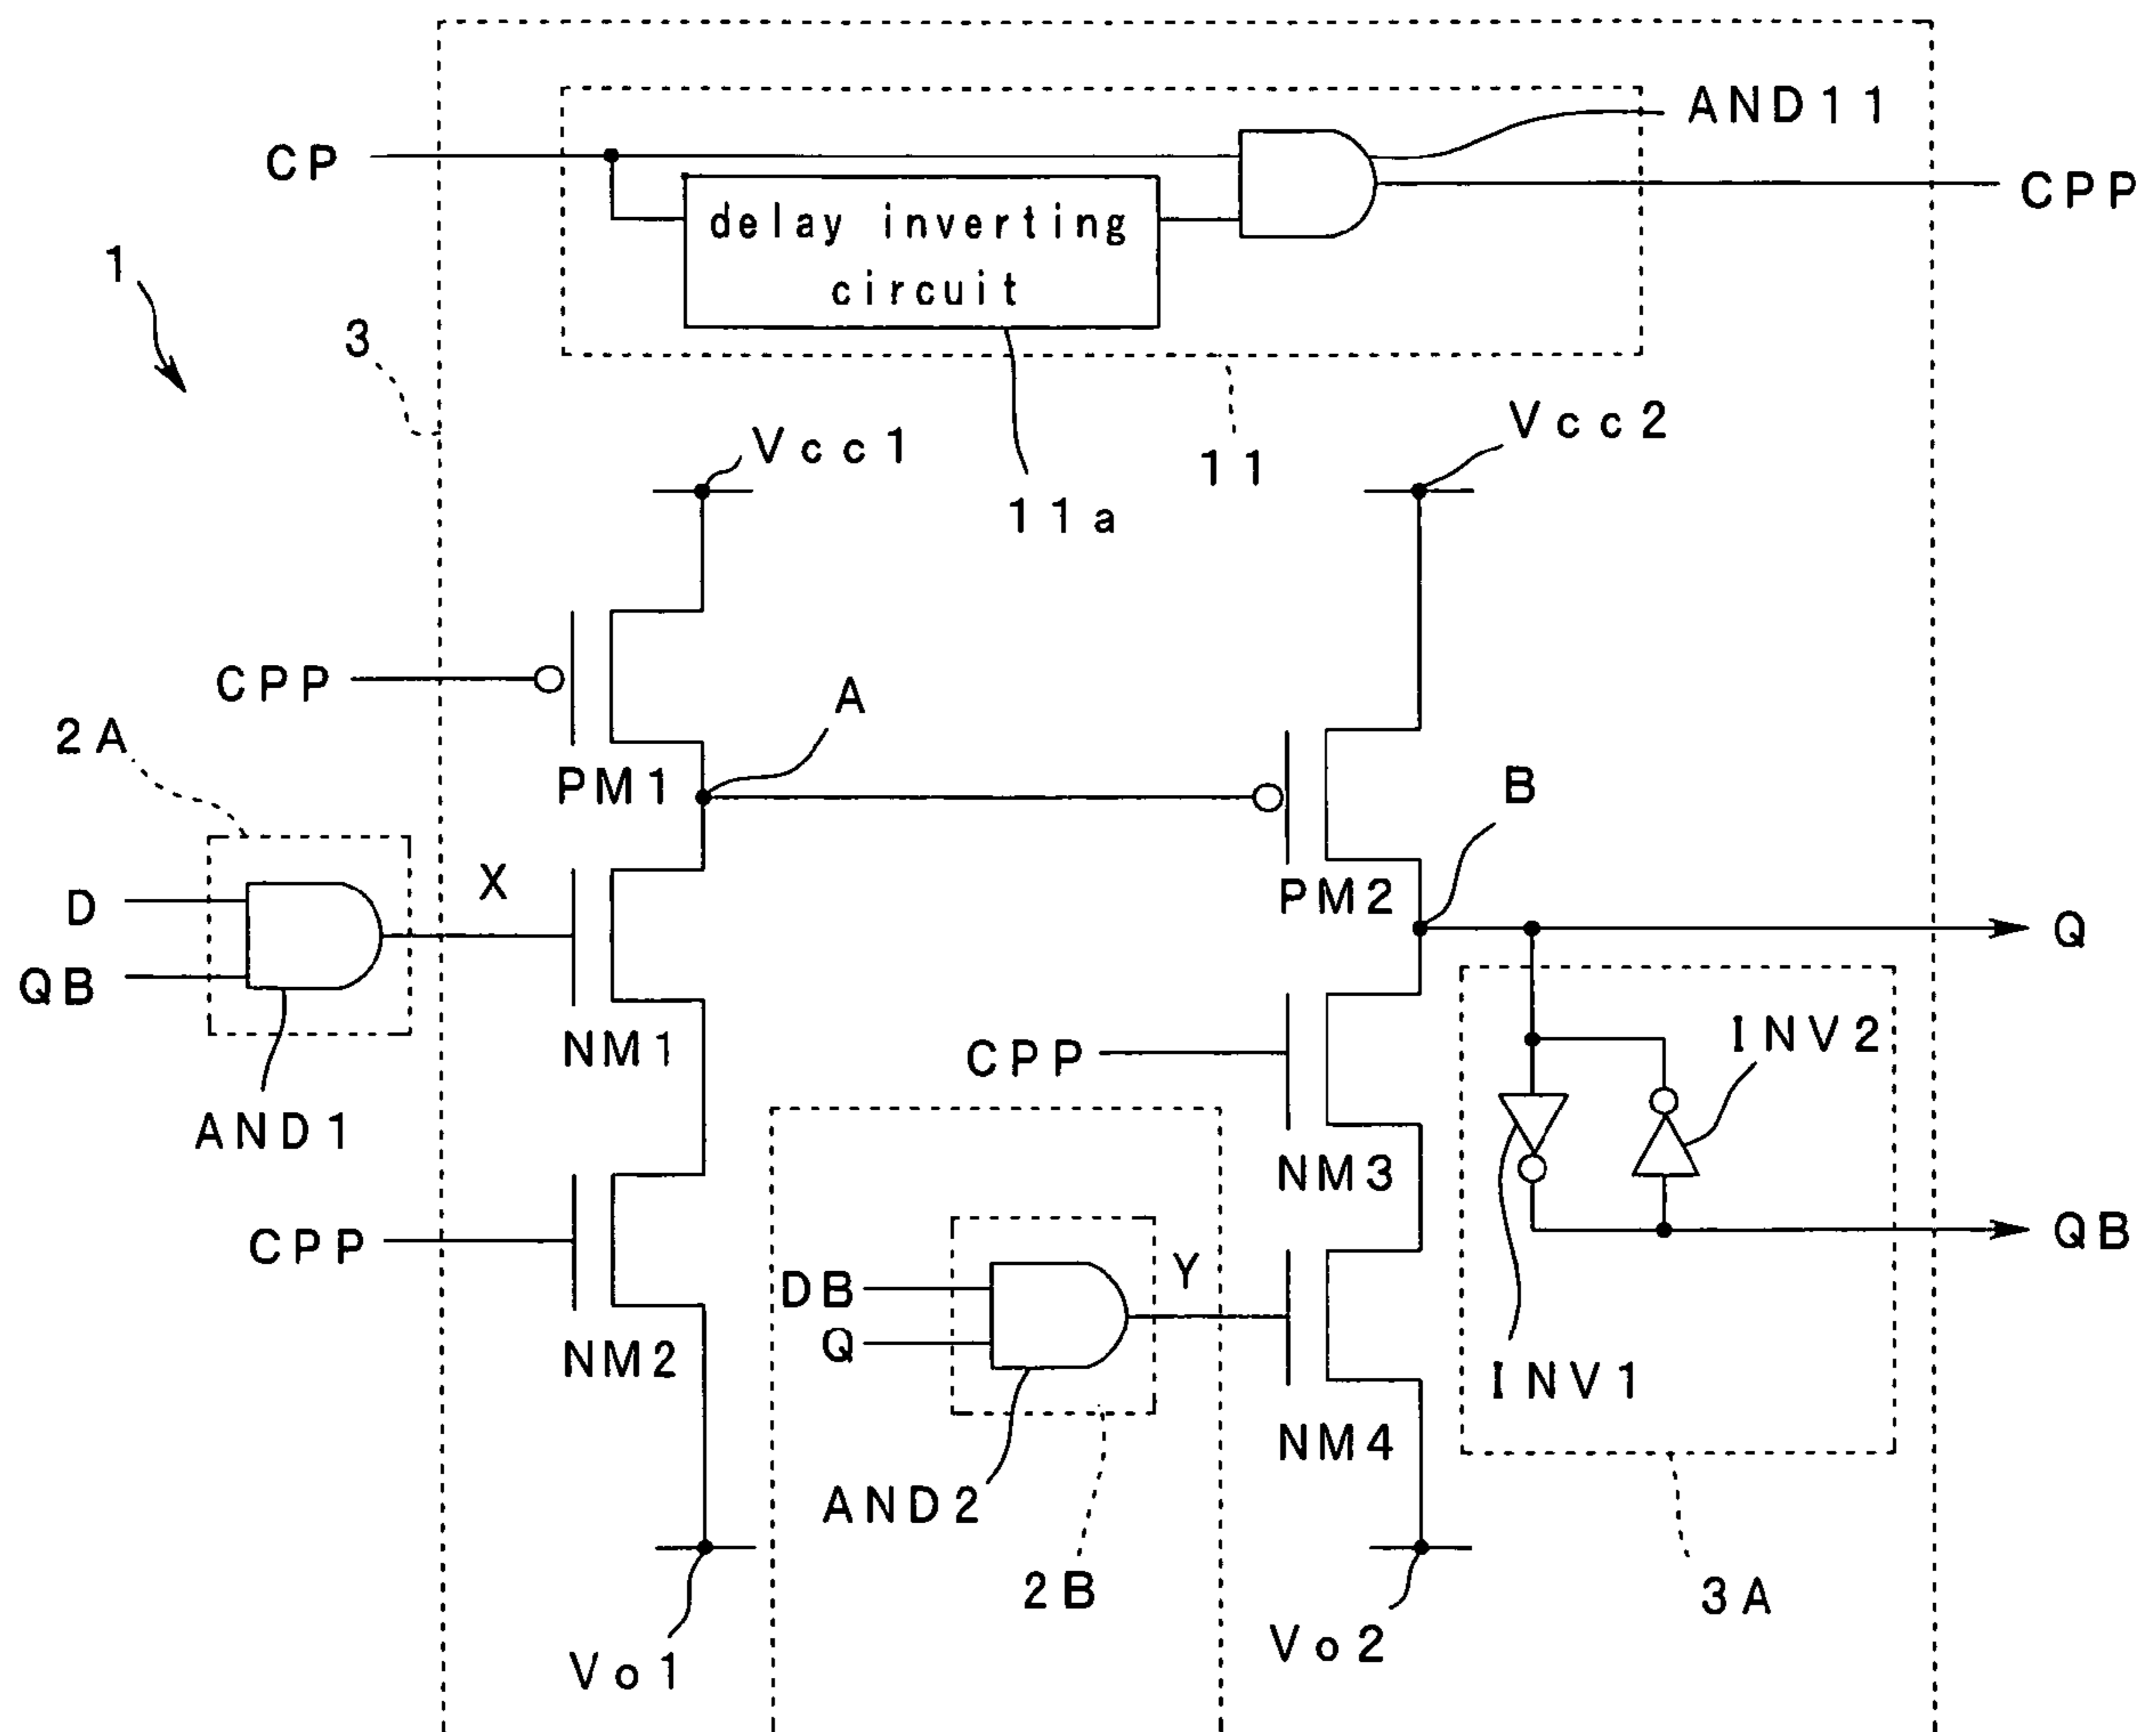 AND11
CP
CPP
delay inverting
circuit
1
3
Vcc2
Vcc1
11
11a
CPP
A
2A
PM1
B
X
PM2
D
Q
QB
NM1
INV2
CPP
AND1
NM3
CPP
QB
Y
DB
Q
NM2
INV1
NM4
AND2
2B
3A
Vo2
Vo1